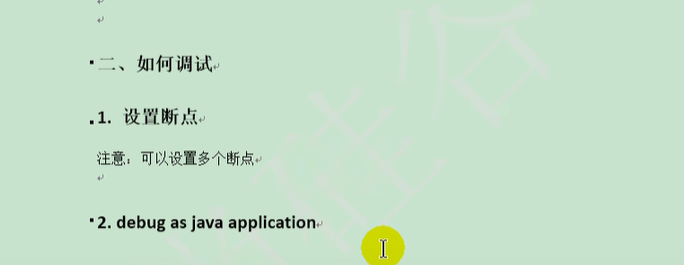 二、如何调试
1. 设置断点
注意：可以设置多个断点
2. debug as java application